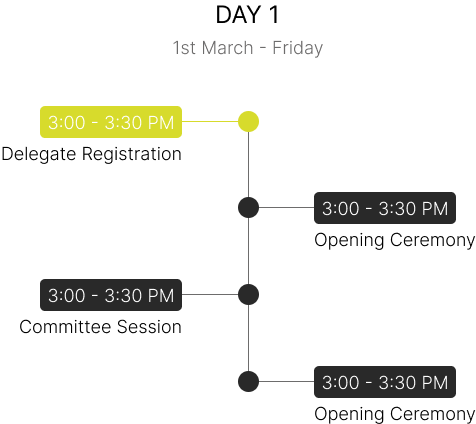 DAY 1
1st March - Friday
3:00 - 3:30 PM
Delegate Registration
3:00 - 3:30 PM
Opening Ceremony
3:00 - 3:30 PM
Committee Session
3:00 - 3:30 PM
Opening Ceremony